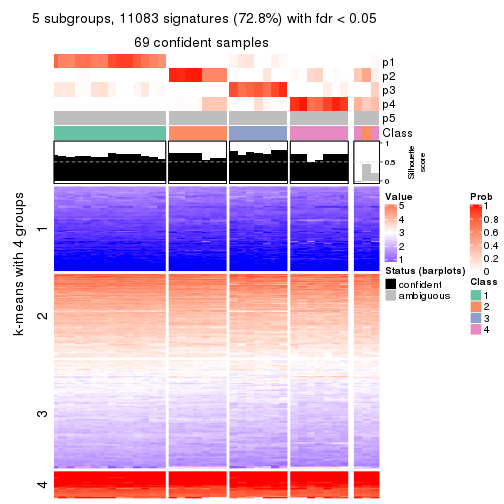 5 subgroups, 11083 signatures (72.8%) with fdr < 0.05
69 confident samples
p1
p2
p3
p4
p5
Class
1
0.5
0
Silhouette
score
k-means with 4 groups
1
2
3
4
Value
5
4
3
2
1
Status (barplots)
confident
ambiguous
Prob
1
0.8
0.6
0.4
0.2
0
Class
1
2
3
4